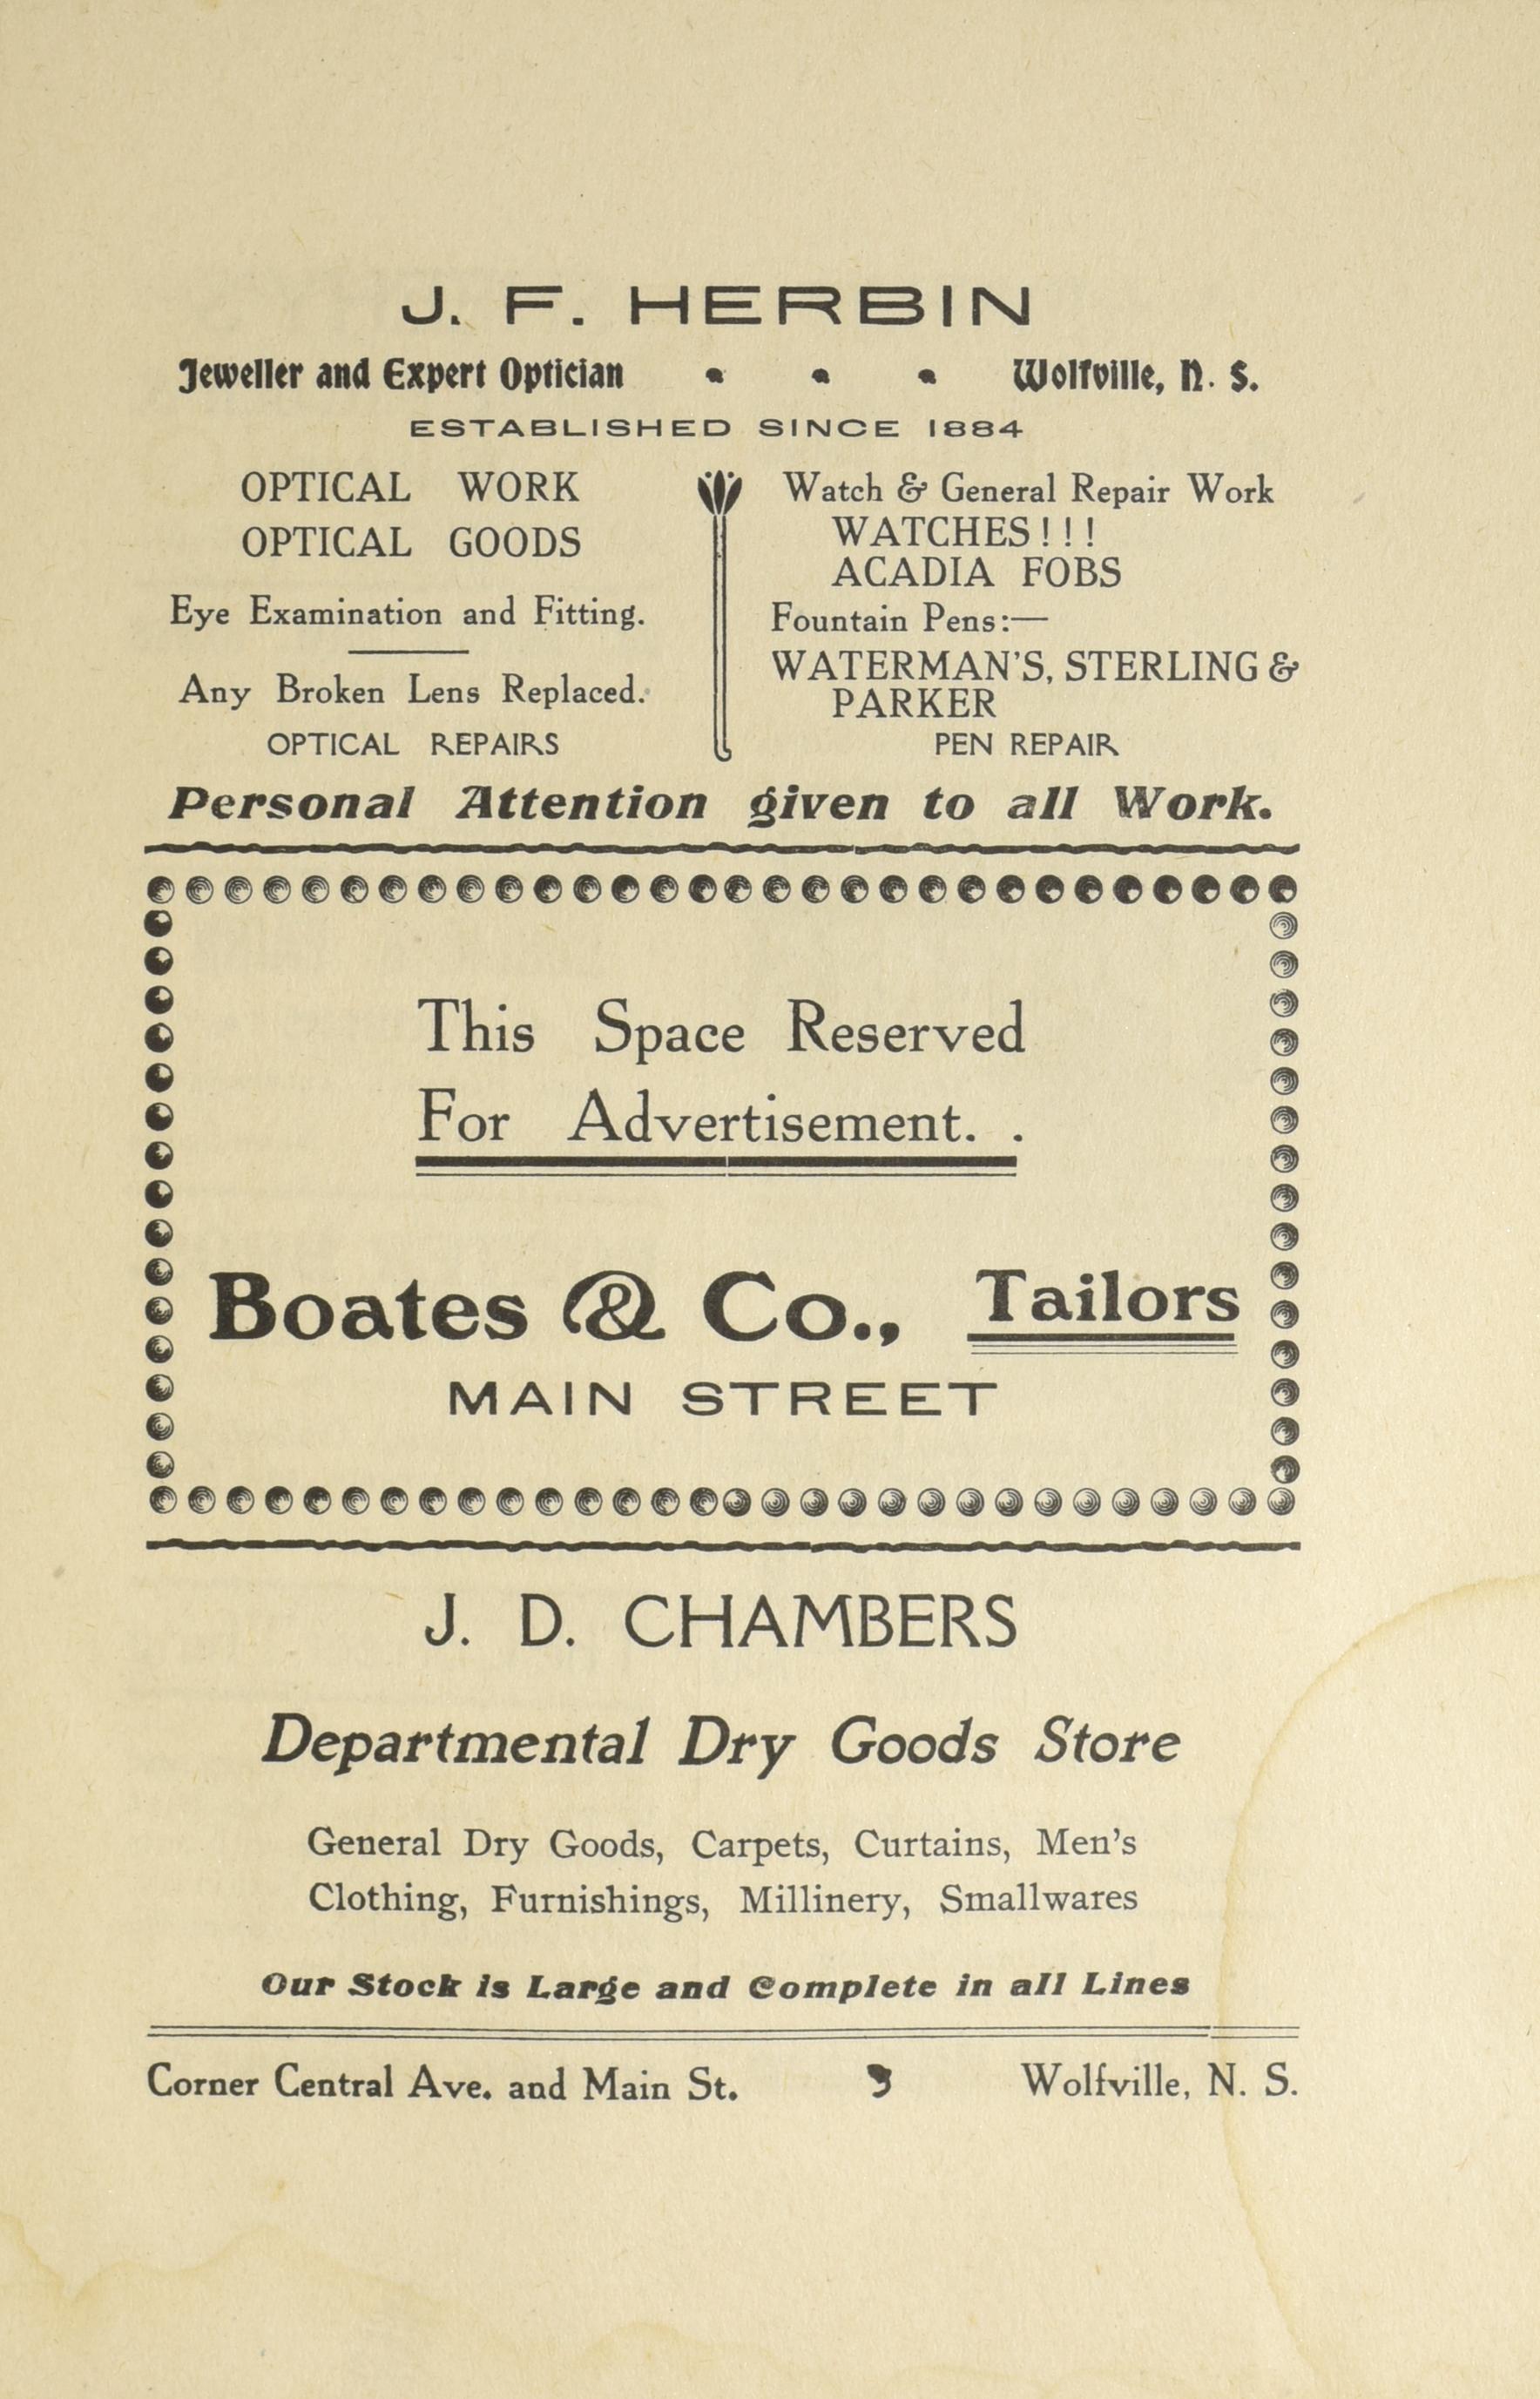 J. F. HERBIN
Jeweller and Expert Optician • • • Wolfville, N. S.
ESTABLISHED SINCE 1884
OPTICAL WORK
OPTICAL GOODS
Eye Examination and Fitting.
Any Broken Lens Replaced.
OPTICAL REPAIRS
Watch & General Repair Work
WATCHES!!!
ACADIA FOBS
Fountain Pens:—
WATERMAN'S, STERLING &
PARKER
PEN REPAIR
Personal Attention given to all Work.
This Space Reserved
For Advertisement. .
Boates & Co., Tailors
MAIN STREET
J. D. CHAMBERS
Departmental Dry Goods Store
General Dry Goods, Carpets, Curtains, Men's
Clothing, Furnishings, Millinery, Smallwares
Our Stock is Large and Complete in all Lines
Corner Central Ave. and Main St. Wolfville, N. S.